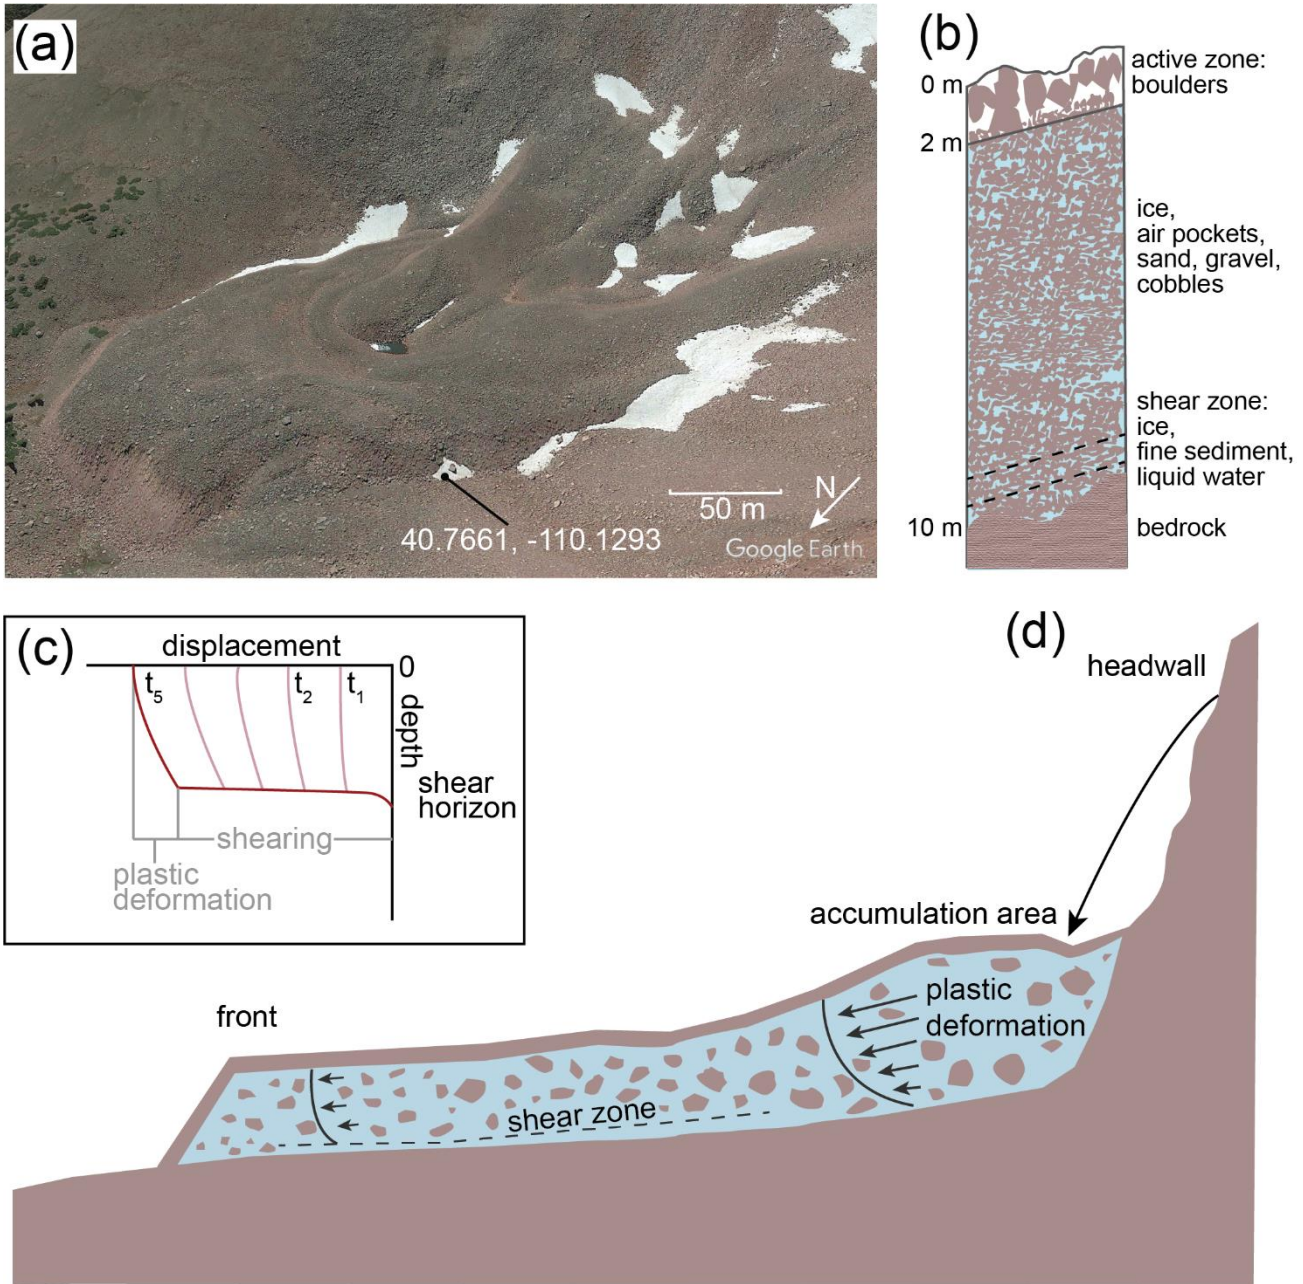 (a)
50 m
N
40.7661, -110.1293
Google Earth
(b)
0 m
2 m
10 m
active zone:
boulders
ice,
air pockets,
sand, gravel,
cobbles
shear zone:
ice,
fine sediment,
liquid water
bedrock
(c)
displacement
0
t5
t2
t1
depth
shear
horizon
shearing
plastic
deformation
(d)
headwall
accumulation area
plastic
deformation
front
shear zone